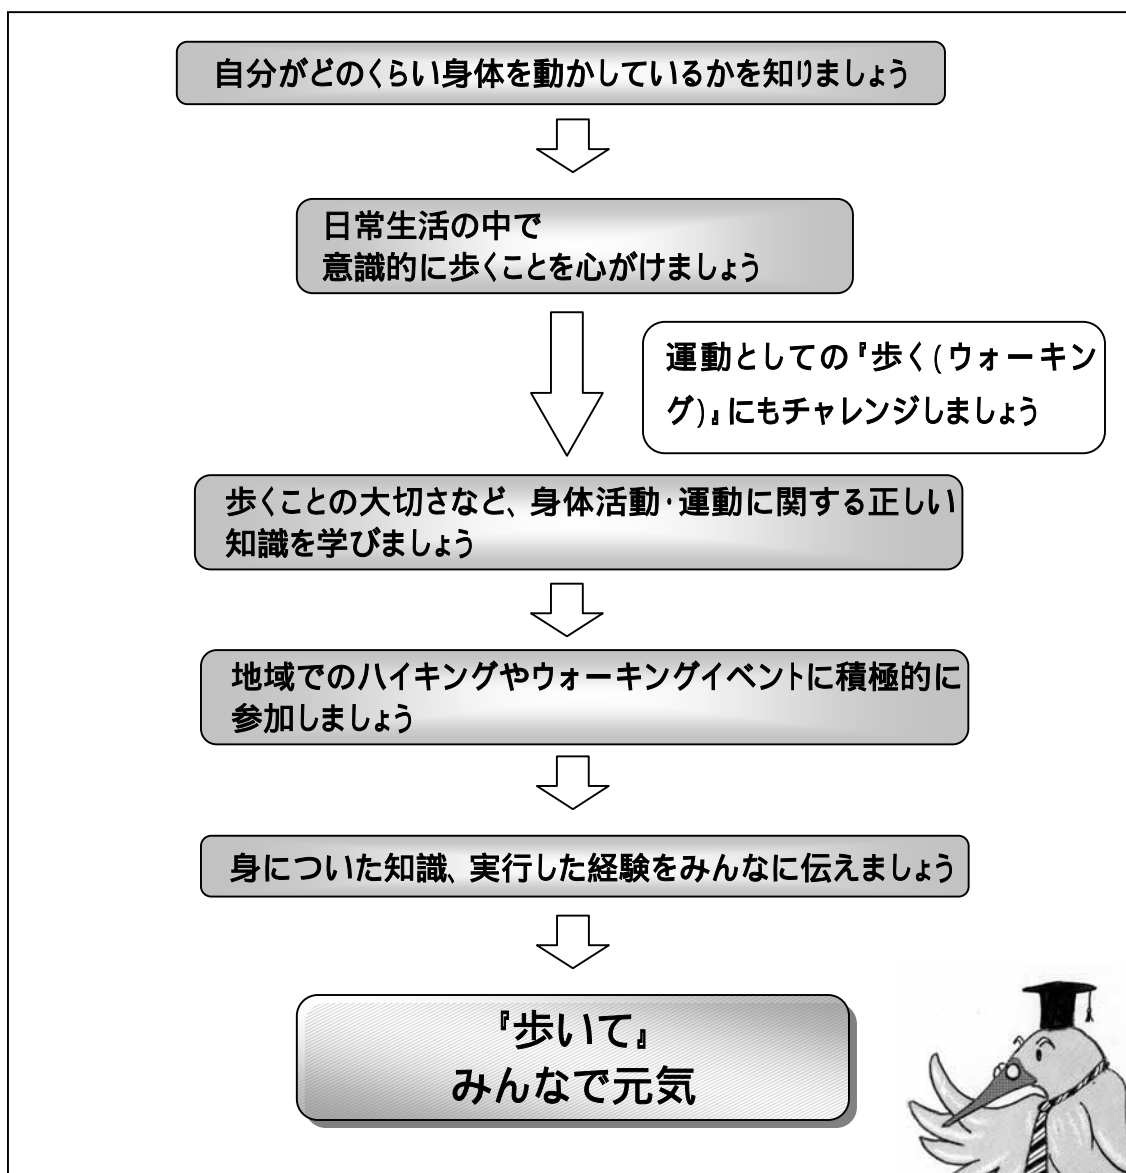 自分がどのくらい身体を動かしているかを知りましょう
日常生活の中で
意識的に歩くことを心がけましょう
運動としての『歩く(ウォーキン
グ)』にもチャレンジしましょう
歩くことの大切さなど、身体活動・運動に関する正しい
知識を学びましょう
地域でのハイキングやウォーキングイベントに積極的に
参加しましょう
身についた知識、実行した経験をみんなに伝えましょう
『歩いて』
みんなで元気